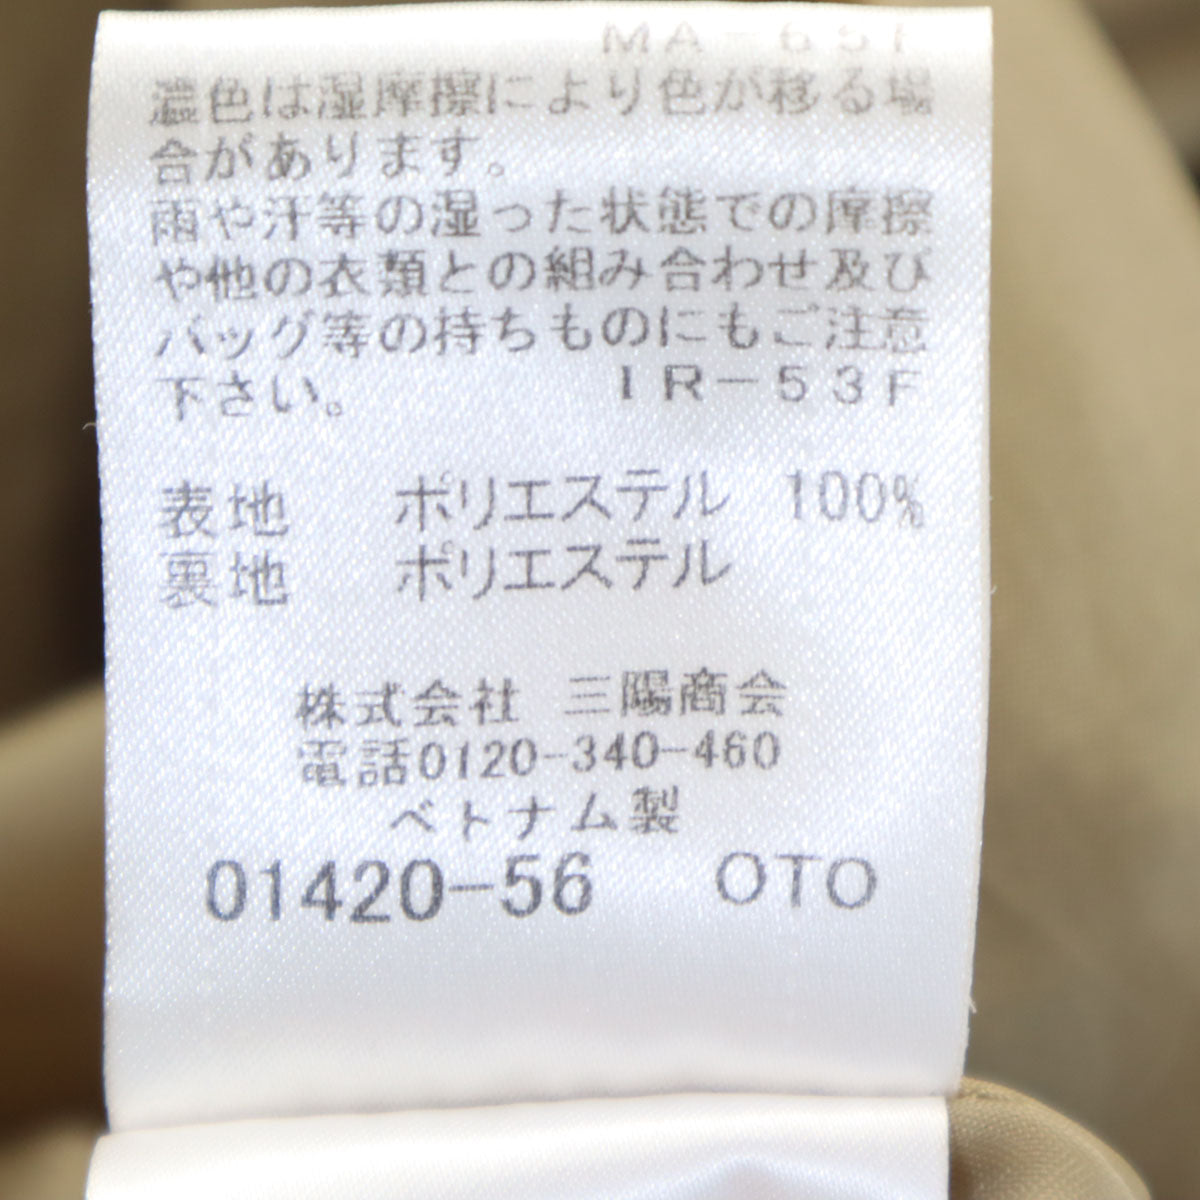 MA-65F
濃色は湿摩擦により色が移る場
合があります。
雨や汗等の湿った状態での摩擦
や他の衣類との組み合わせ及び
バッグ等の持ちものにもご注意
下さい。 IR-53F
表地 ポリエステル 100%
裏地 ポリエステル
株式会社 三陽商会
電話0120-340-460
ベトナム製
01420-56 OTO